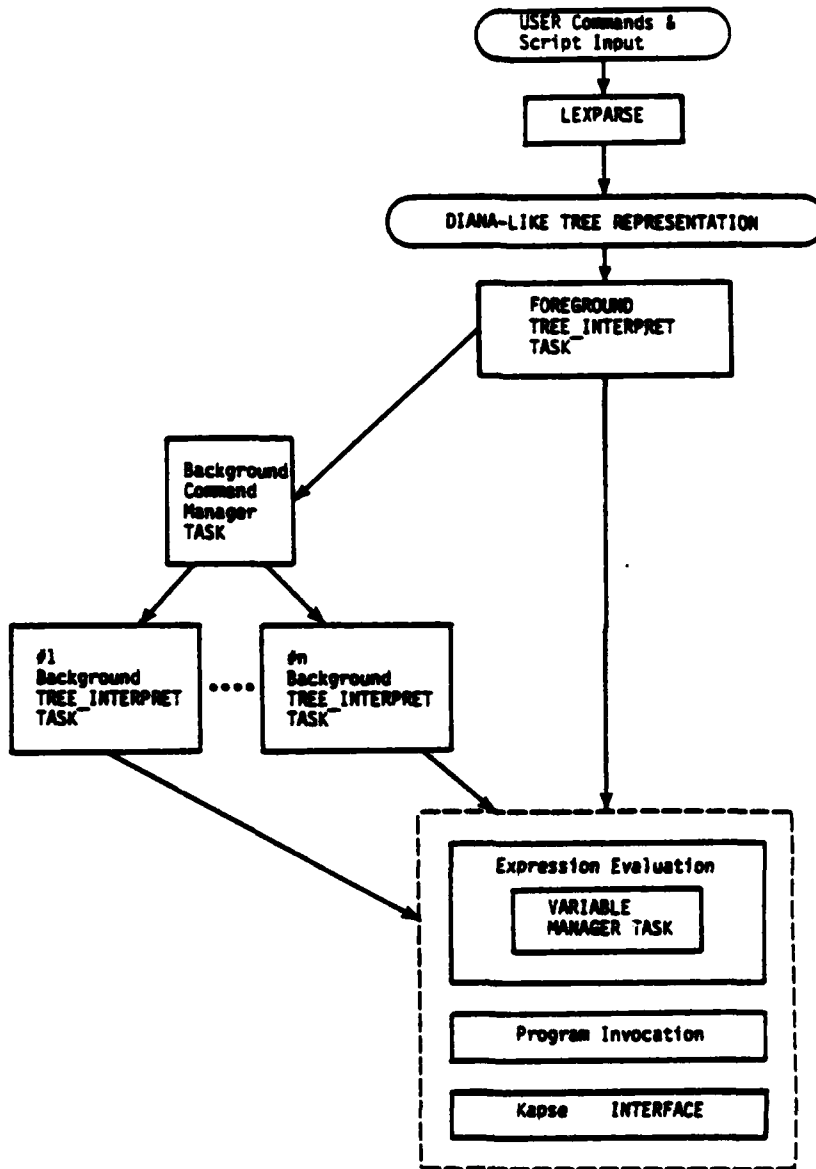 USER Commands &
Script Input
LEXPARSE
DIANA-LIKE TREE REPRESENTATION
FOREGROUND
TREE_INTERPRET
TASK
Background
Command
Manager
TASK
#1
Background
TREE_INTERPRET
TASK
#n
Background
TREE_INTERPRET
TASK
Expression Evaluation
VARIABLE
MANAGER TASK
Program Invocation
Kapse INTERFACE